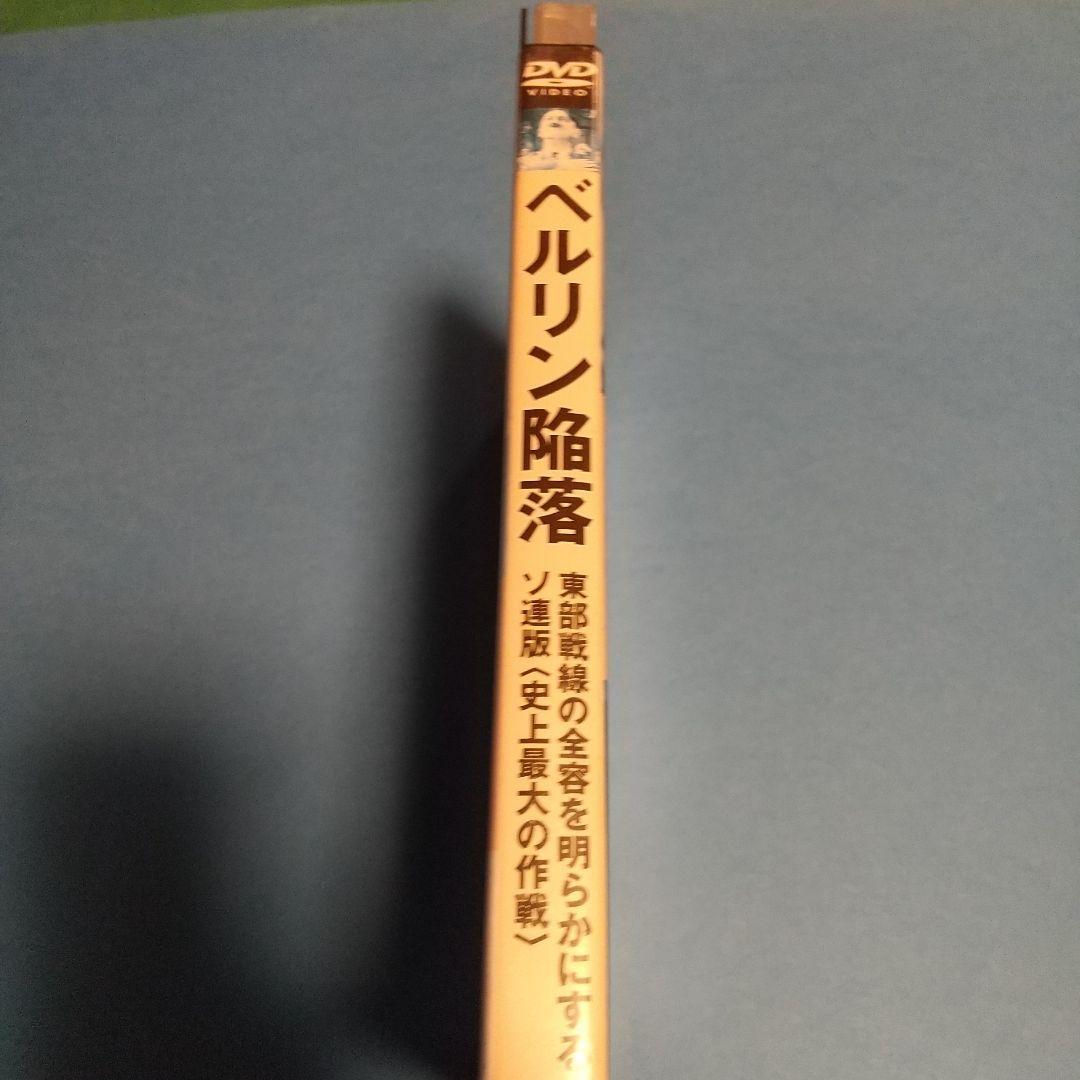 DVD
VIDEO
ベルリン陥落
東部戦線の全容を明らかにする
ソ連版〈史上最大の作戦〉